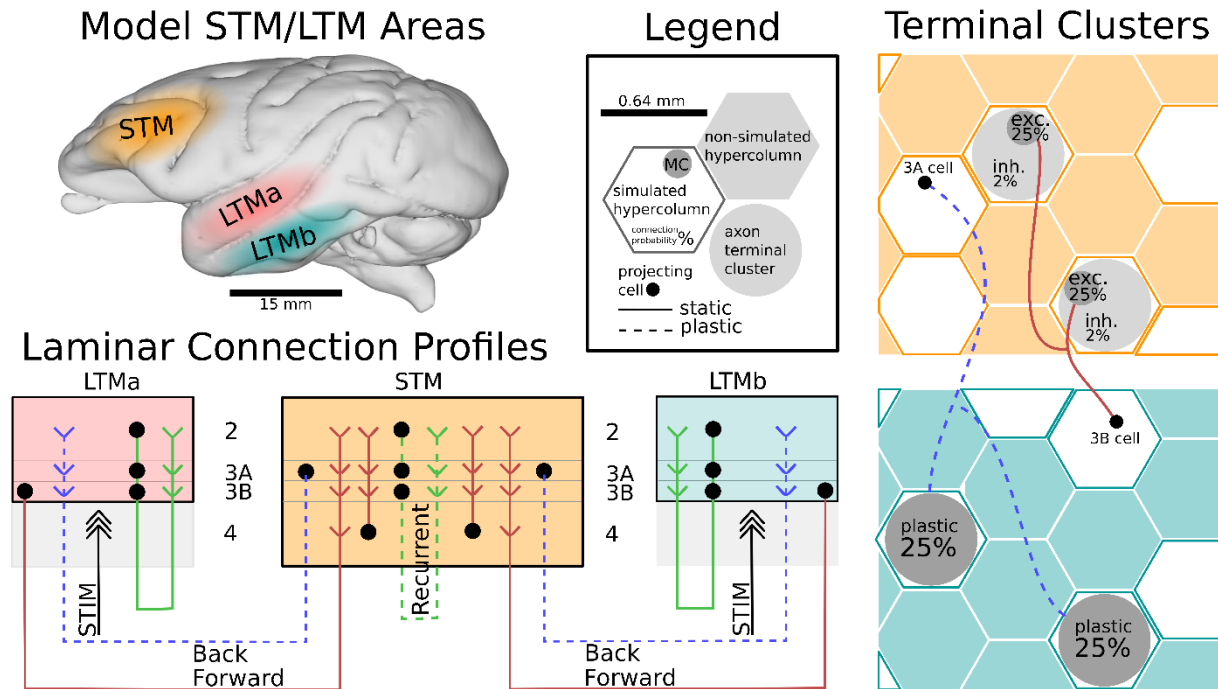 Model STM/LTM Areas
STM
LTMa
LTMb
15 mm
Legend
0.64 mm
non-simulated
hypercolumn
MC
simulated
hypercolumn
connection
probability%
axon
terminal
cluster
projecting
cell
static
plastic
Terminal Clusters
exc.
25%
inh.
2%
3A cell
exc.
25%
inh.
2%
3B cell
plastic
25%
plastic
25%
Laminar Connection Profiles
LTMa
STM
LTMb
2
2
3A
3A
3B
3B
4
4
STIM
Recurrent
STIM
Back
Forward
Back
Forward